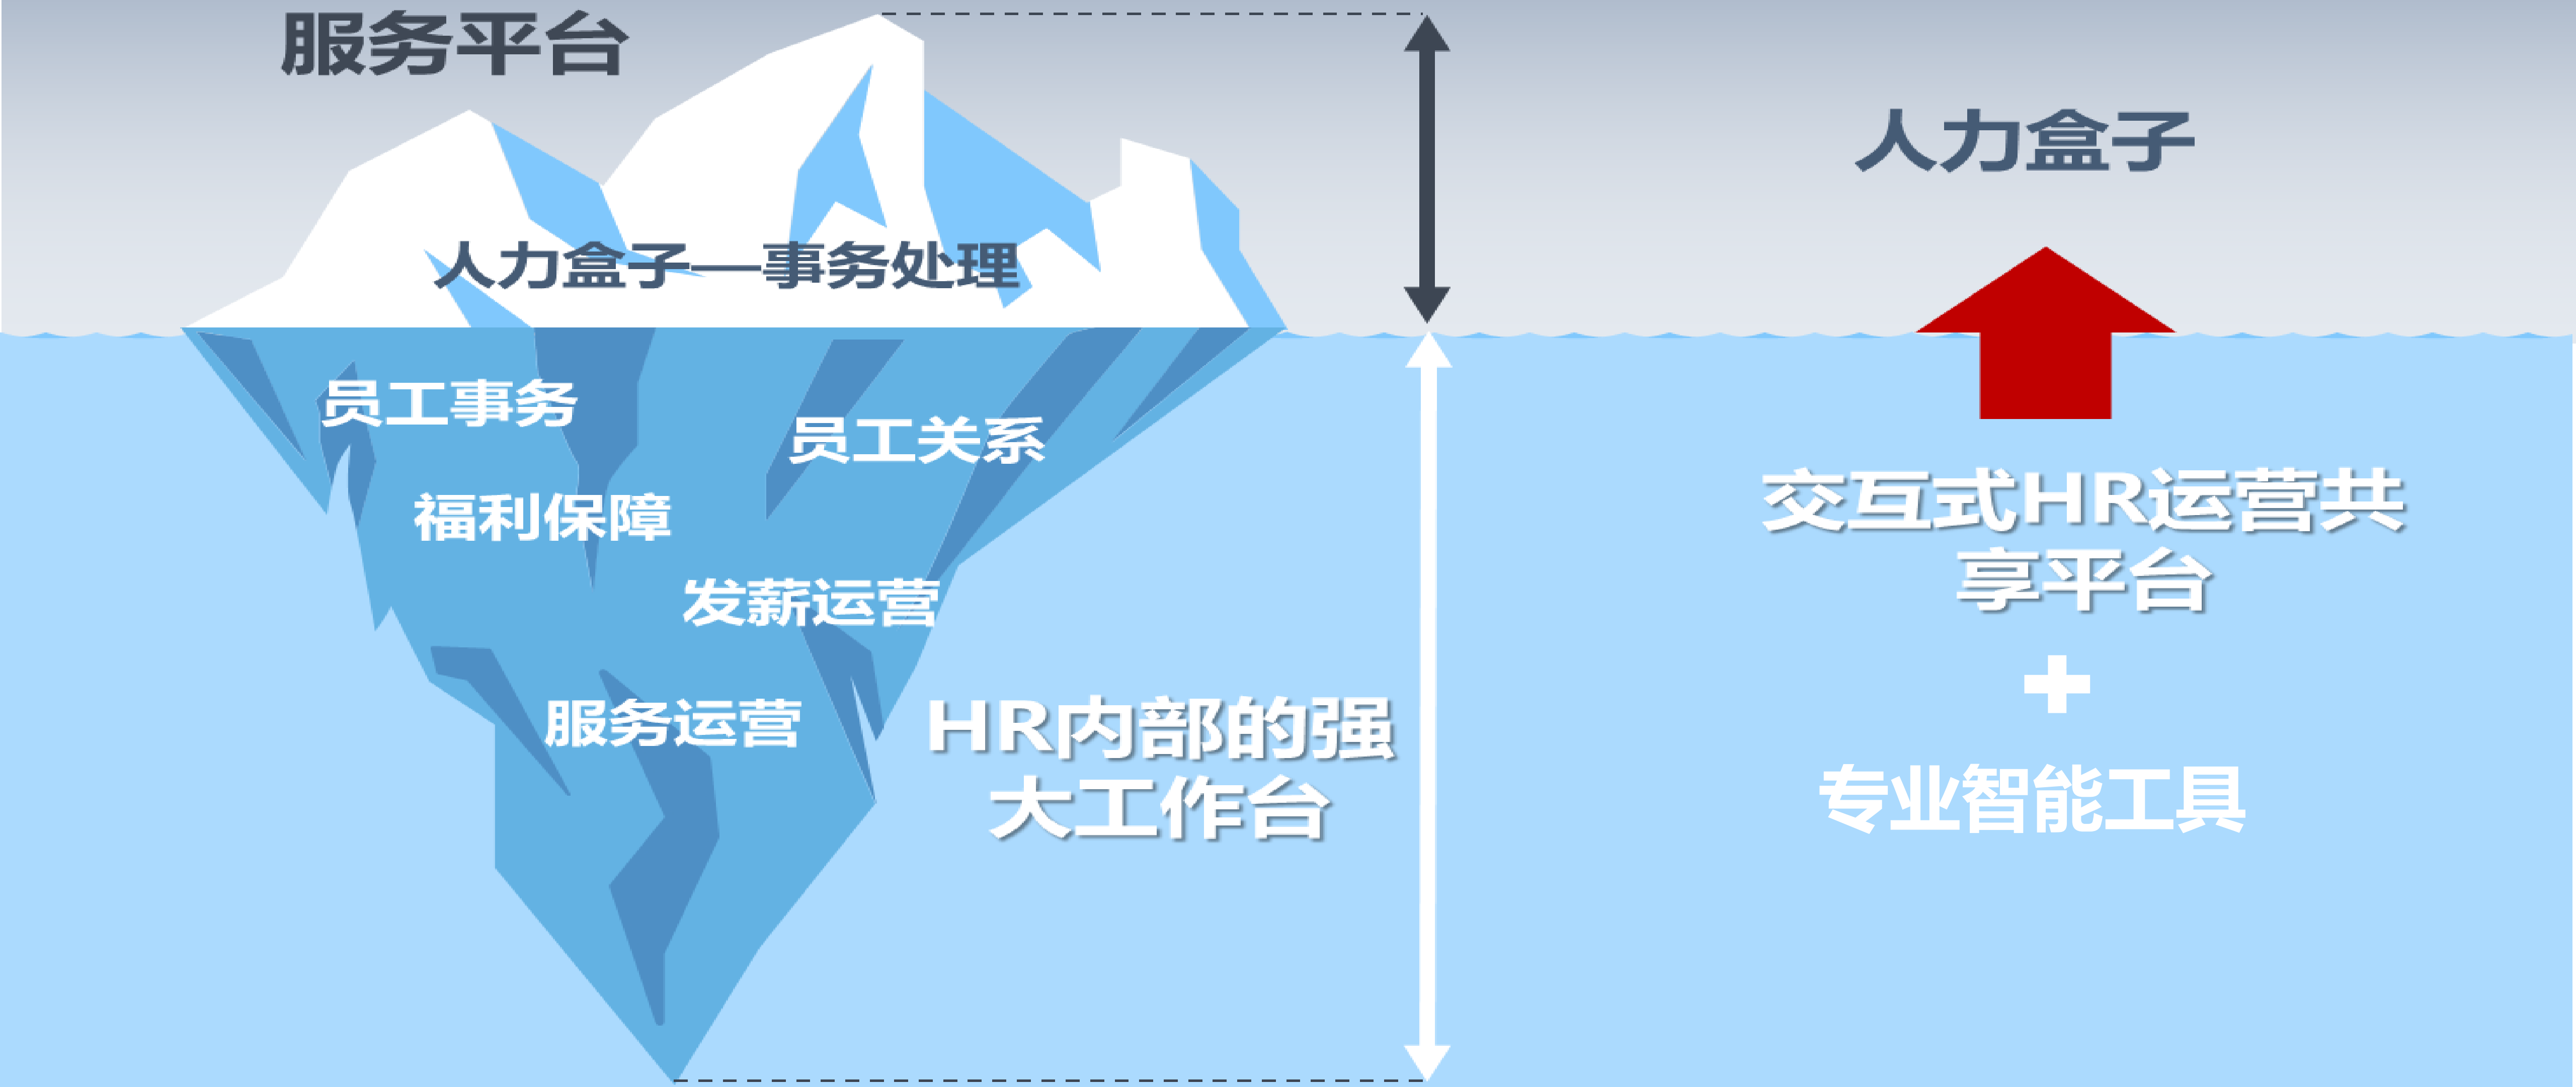 服务平台
人力盒子
人力盒子—事务处理
员工事务
员工关系
福利保障
发薪运营
服务运营
HR内部的强
大工作台
交互式HR运营共
享平台
+
专业智能工具